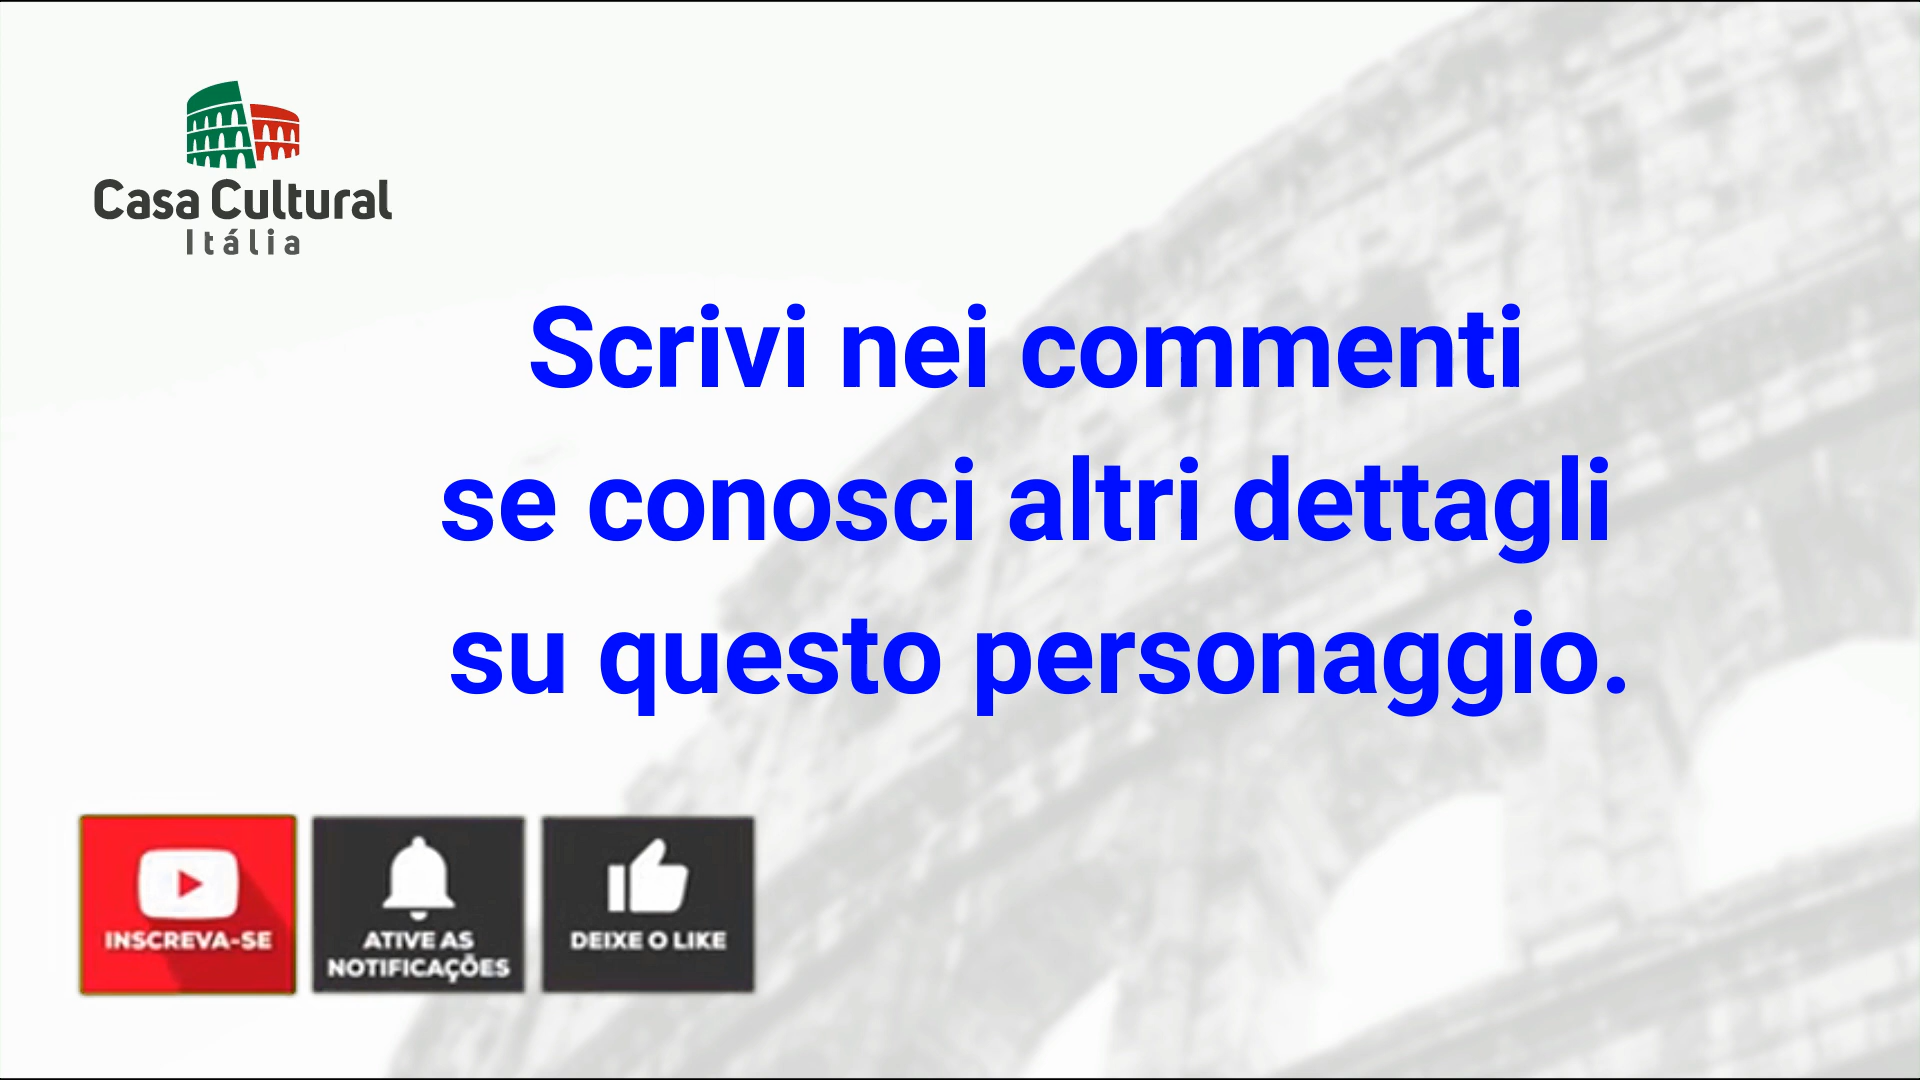 Casa Cultural
Itália
Scrivi nei commenti
se conosci altri dettagli
su questo personaggio.
INSCREVA-SE
ATIVE AS
NOTIFICAÇÕES
DEIXE O LIKE